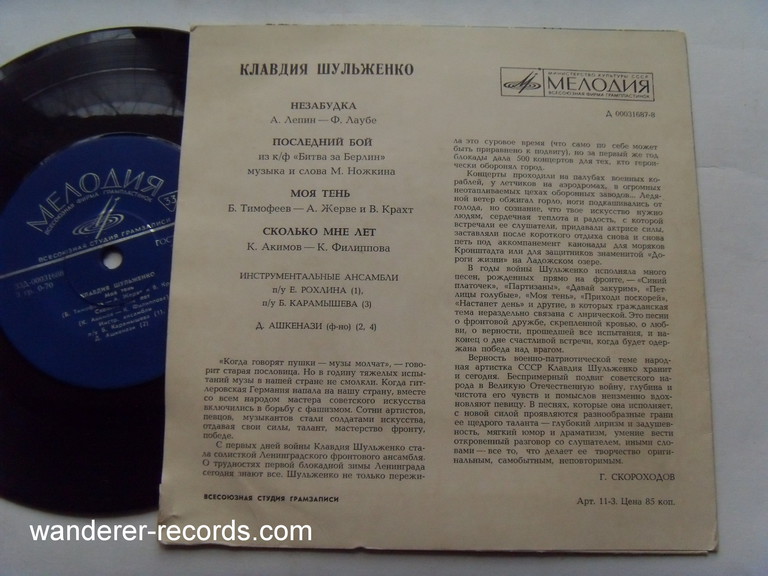 КЛАВДИЯ ШУЛЬЖЕНКО
НЕЗАБУДКА
А. Лепин — Ф. Лаубе
ПОСЛЕДНИЙ БОЙ
из к/ф «Битва за Берлин»
музыка и слова М. Ножкина
МОЯ ТЕНЬ
Б. Тимофеев — А. Жерве и В. Крахт
СКОЛЬКО МНЕ ЛЕТ
К. Акимов — К. Филиппова
ИНСТРУМЕНТАЛЬНЫЕ АНСАМБЛИ
п/у Е. РОХЛИНА (1),
п/у Б. КАРАМЫШЕВА (3)
Д. АШКЕНАЗИ (ф-но) (2, 4)
«Когда говорят пушки — музы молчат», — гово-
рит старая пословица. Но в годину тяжелых испы-
таний музы в нашей стране не смолкли. Когда гит-
леровская Германия напала на нашу страну, вместе
со всем народом мастера советского искусства
включились в борьбу с фашизмом. Сотни артистов,
певцов, музыкантов стали солдатами искусства,
отдавая свои силы, талант, мастерство фронту,
победе.
С первых дней войны Клавдия Шульженко ста-
ла солисткой Ленинградского фронтового ансамбля.
О трудностях первой блокадной зимы Ленинграда
сегодня знают все. Шульженко не только пережи-
ВСЕСОЮЗНАЯ СТУДИЯ ГРАМЗАПИСИ
МИНИСТЕРСТВО КУЛЬТУРЫ СССР
МЕЛОДИЯ
ВСЕСОЮЗНАЯ ФИРМА ГРАМПЛАСТИНОК
Д 00031687-8
ла это суровое время (что само по себе может
быть приравнено к подвигу), но за первый же год
блокады дала 500 концертов для тех, кто герои-
чески оборонял город.
Концерты проходили на палубах военных ко-
раблей, у летчиков на аэродромах, в огромных
неотапливаемых цехах оборонных заводов... Ледя-
ной ветер обжигал горло, ноги подкашивались от
голода, но сознание, что твое искусство нужно
людям, сердечная теплота и радость, с которой
встречали ее слушатели, придавали актрисе силы,
заставляли после короткого отдыха снова и снова
петь под аккомпанемент канонады для моряков
Кронштадта или для защитников знаменитой «До-
роги жизни» на Ладожском озере.
В годы войны Шульженко исполняла много
песен, рожденных прямо на фронте, — «Синий
платочек», «Партизаны», «Давай закурим», «Пет-
лицы голубые», «Моя тень», «Приходи поскорей»,
«Настанет день» и другие, в которых гражданская
тема нераздельно связана с лирической. Это песни
о фронтовой дружбе, скрепленной кровью, о люб-
ви, о верности, прошедшей все испытания, и на-
конец о дне счастливой встречи, когда будет одер-
жана победа над врагом.
Верность военно-патриотической теме народ-
ная артистка СССР Клавдия Шульженко хранит
и сегодня. Беспримерный подвиг советского народа
в Великую Отечественную войну, глубина и
чистота его чувств и помыслов неизменно вдох-
новляют певицу. В песнях, которые она исполняет,
с новой силой проявляются разнообразные грани
ее щедрого таланта — глубокий лиризм и задушев-
ность, мягкий юмор и драматизм, умение вести
откровенный разговор со слушателем, иными сло-
вами — все то, что делает ее творчество ориги-
нальным, самобытным, неповторимым.
Г. СКОРОХОДОВ
Арт. 11-3. Цена 85 коп.
МЕЛОДИЯ
ВСЕСОЮЗНАЯ ФИРМА ГРАМПЛАСТИНОК
33
ВСЕСОЮЗНАЯ СТУДИЯ ГРАМЗАПИСИ
ГОСТ
КЛАВДИЯ ШУЛЬЖЕНКО
Моя тень
wanderer-records.com